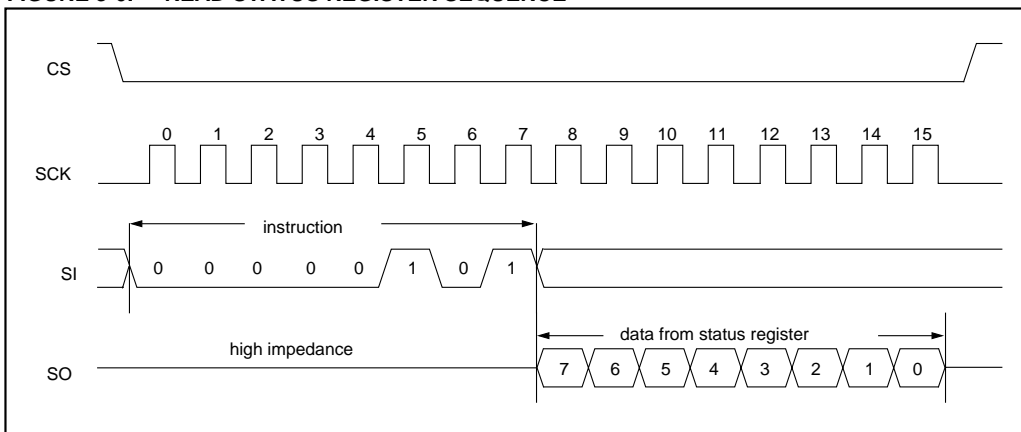 CS
0 1 2 3 4 5 6 7 8 9 10 11 12 13 14 15
SCK
instruction
SI 0 0 0 0 0 1 0 1
data from status register
high impedance
SO 7 6 5 4 3 2 1 0